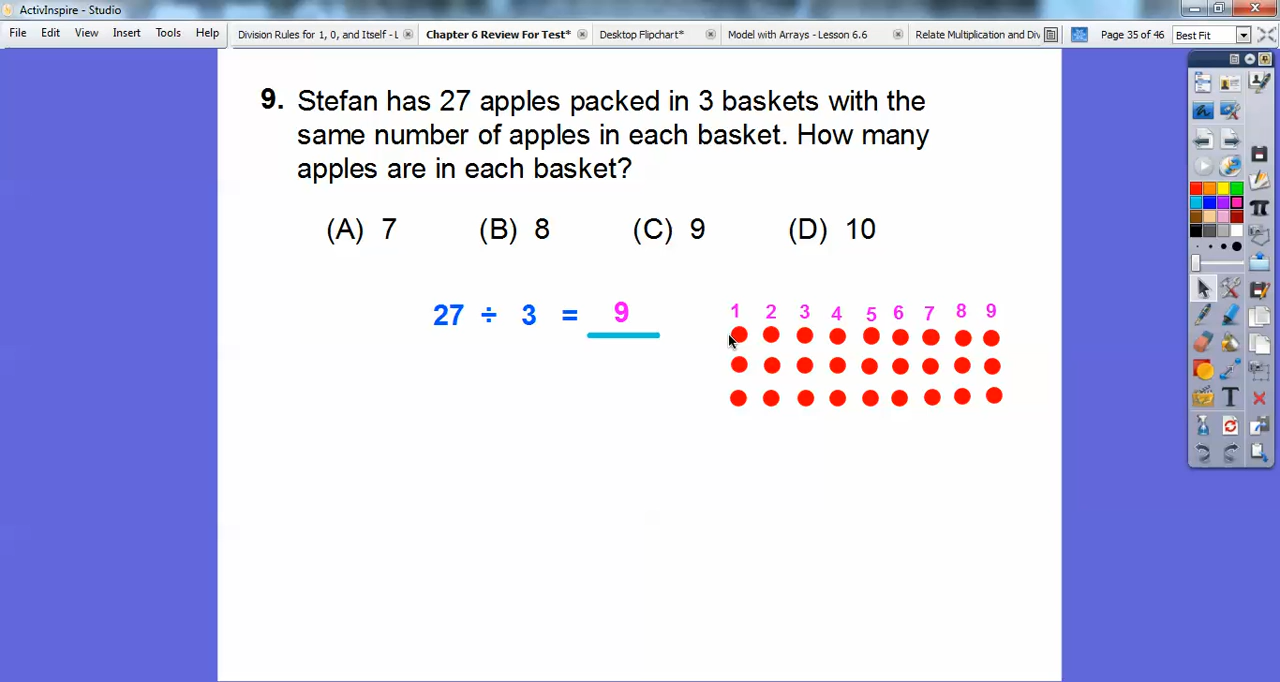 ActivInspire - Studio
File Edit View Insert Tools Help
Division Rules for 1, 0, and Itself - L Chapter 6 Review For Test* Desktop Flipchart* Model with Arrays - Lesson 6.6 Relate Multiplication and Div Page 35 of 46 Best Fit
9. Stefan has 27 apples packed in 3 baskets with the
same number of apples in each basket. How many
apples are in each basket?
(A) 7 (B) 8 (C) 9 (D) 10
27 ÷ 3 = 9
1 2 3 4 5 6 7 8 9